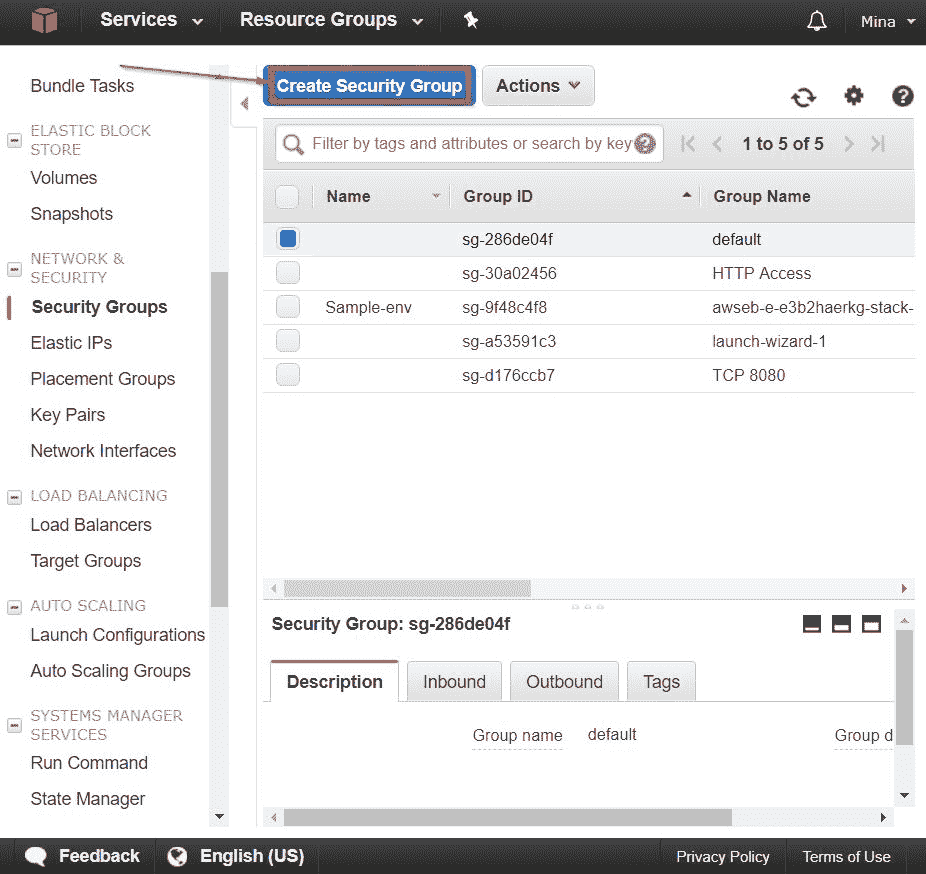 Services Resource Groups Mina
Bundle Tasks
ELASTIC BLOCK
STORE
Volumes
Snapshots
NETWORK &
SECURITY
Security Groups
Elastic IPs
Placement Groups
Key Pairs
Network Interfaces
LOAD BALANCING
Load Balancers
Target Groups
AUTO SCALING
Launch Configurations
Auto Scaling Groups
SYSTEMS MANAGER
SERVICES
Run Command
State Manager
Create Security Group Actions
Filter by tags and attributes or search by key 1 to 5 of 5
Name Group ID Group Name
sg-286de04f default
sg-30a02456 HTTP Access
Sample-env sg-9f48c4f8 awseb-e-e3b2haerkg-stack-
sg-a53591c3 launch-wizard-1
sg-d176ccb7 TCP 8080
Security Group: sg-286de04f
Description Inbound Outbound Tags
Group name default Group d
Feedback English (US) Privacy Policy Terms of Use